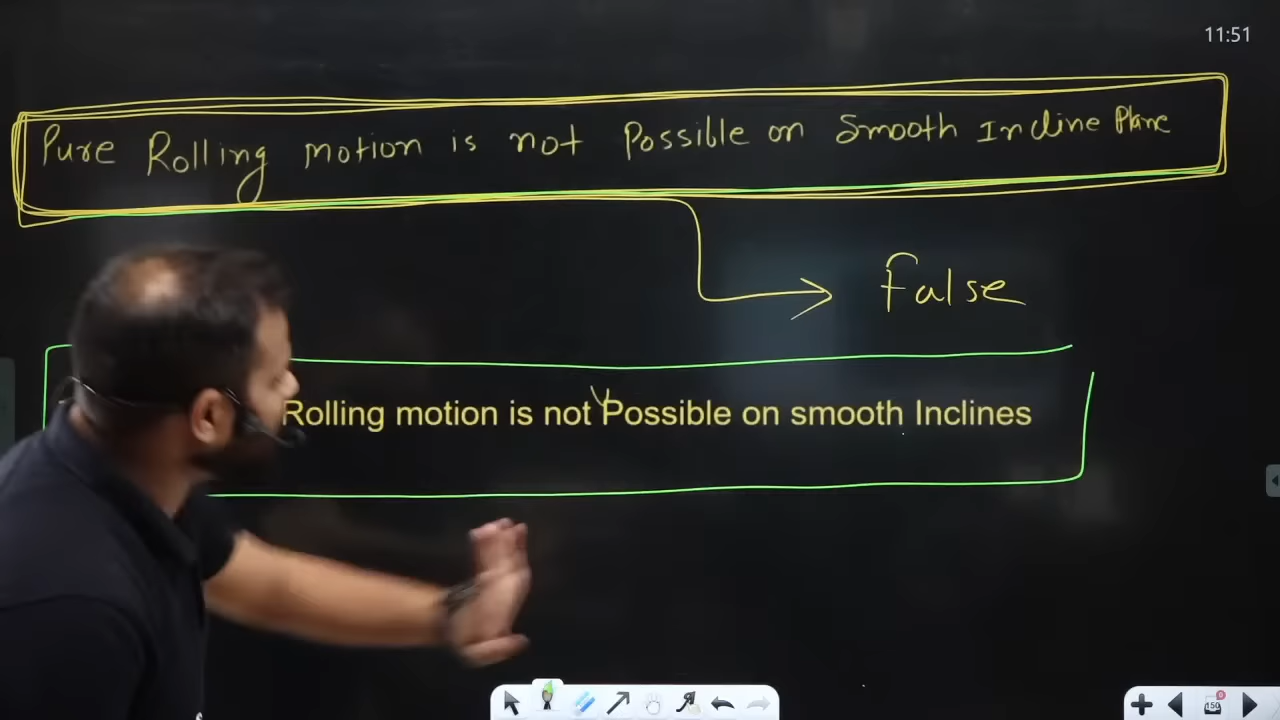 11:51
Pure Rolling motion is not Possible on Smooth Incline Plane
False
Rolling motion is not Possible on smooth Inclines
150